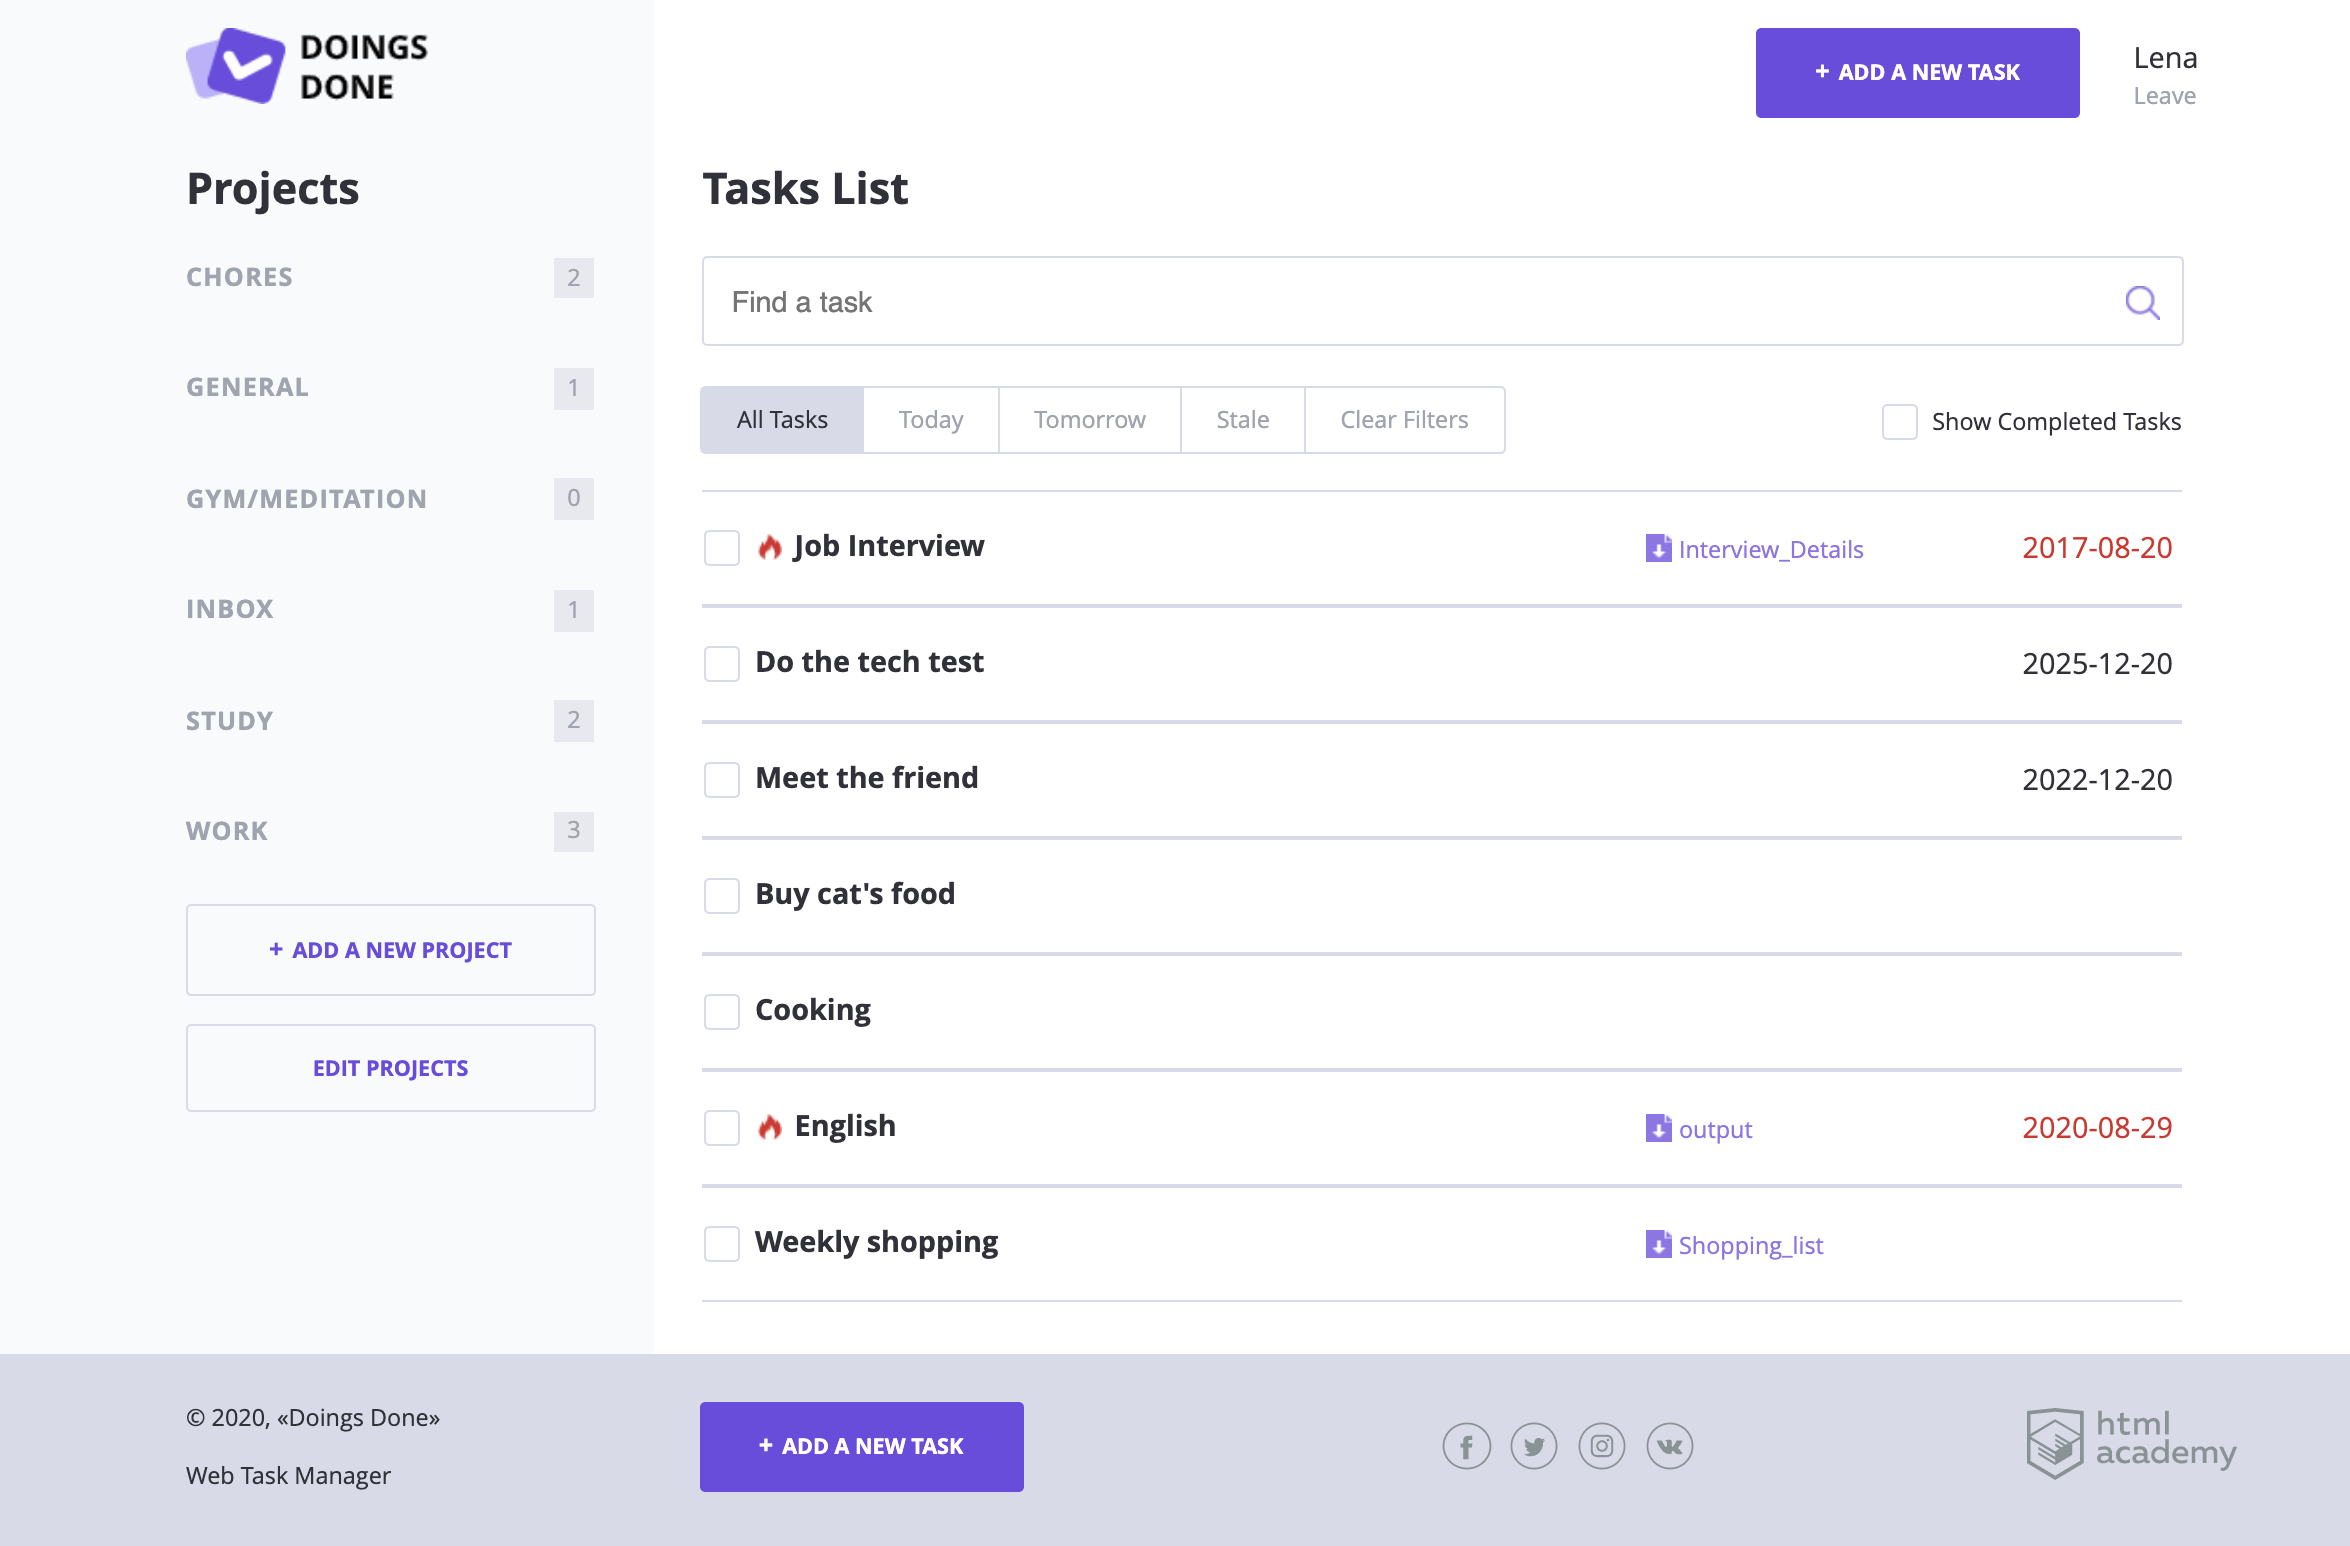 DOINGS
DONE
+ ADD A NEW TASK
Lena
Leave
Projects
CHORES 2
GENERAL 1
GYM/MEDITATION 0
INBOX 1
STUDY 2
WORK 3
+ ADD A NEW PROJECT
EDIT PROJECTS
Tasks List
Find a task
All Tasks Today Tomorrow Stale Clear Filters Show Completed Tasks
Job Interview Interview_Details 2017-08-20
Do the tech test 2025-12-20
Meet the friend 2022-12-20
Buy cat's food
Cooking
English output 2020-08-29
Weekly shopping Shopping_list
© 2020, «Doings Done»
Web Task Manager
+ ADD A NEW TASK
html
academy